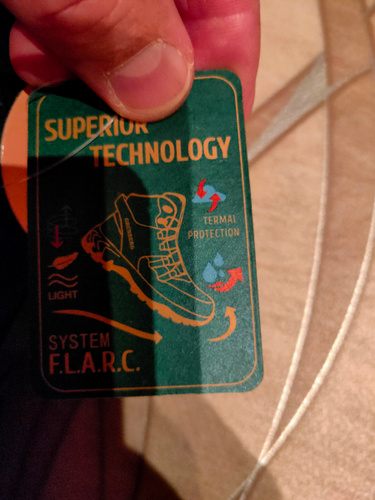 SUPERIOR
TECHNOLOGY
TERMAL
PROTECTION
LIGHT
SYSTEM
F.L.A.R.C.